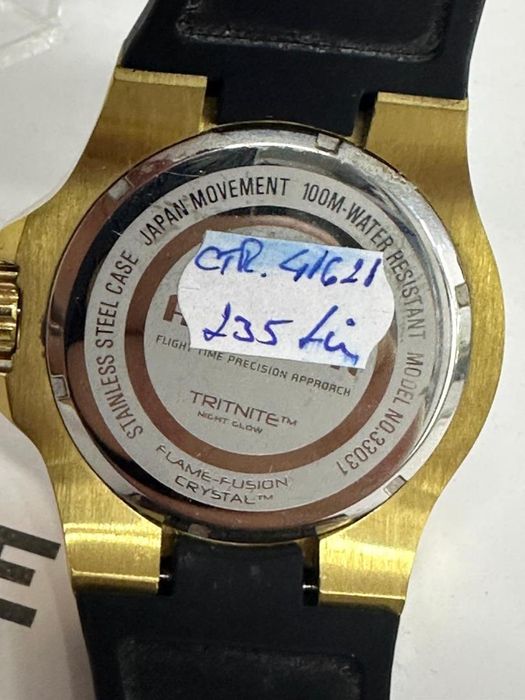 STAINLESS STEEL CASE JAPAN MOVEMENT 100M-WATER RESISTANT MODEL NO.33031
CTR. 41621
235 Lei
FLIGHT TIME PRECISION APPROACH
TRITNITE™
NIGHT GLOW
FLAME-FUSION
CRYSTAL™
E